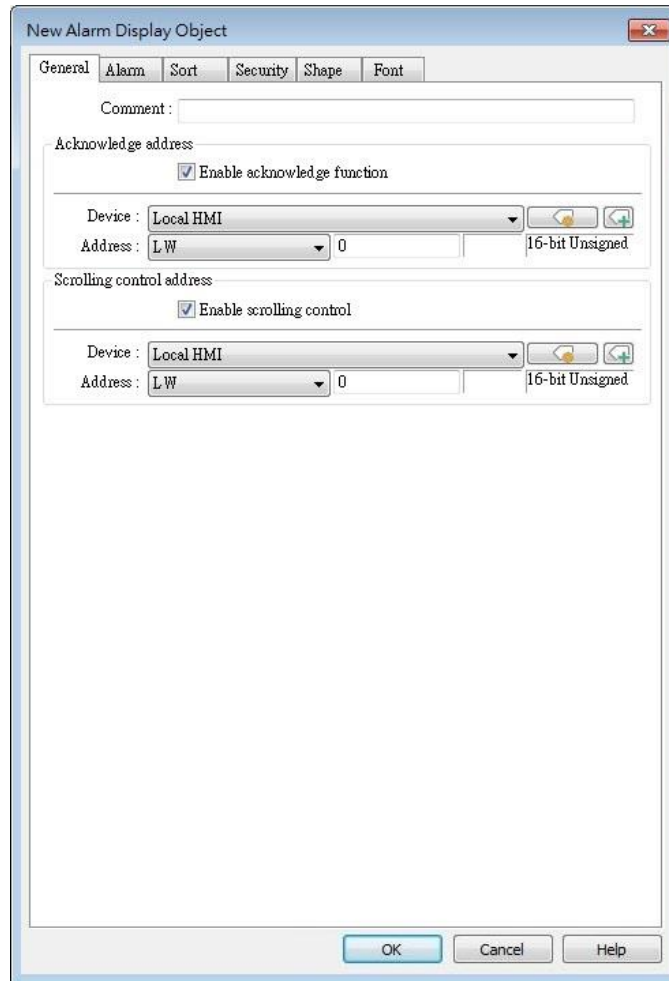 New Alarm Display Object
General Alarm Sort Security Shape Font
Comment :
Acknowledge address
Enable acknowledge function
Device : Local HMI
Address : LW 0 16-bit Unsigned
Scrolling control address
Enable scrolling control
Device : Local HMI
Address : LW 0 16-bit Unsigned
OK Cancel Help